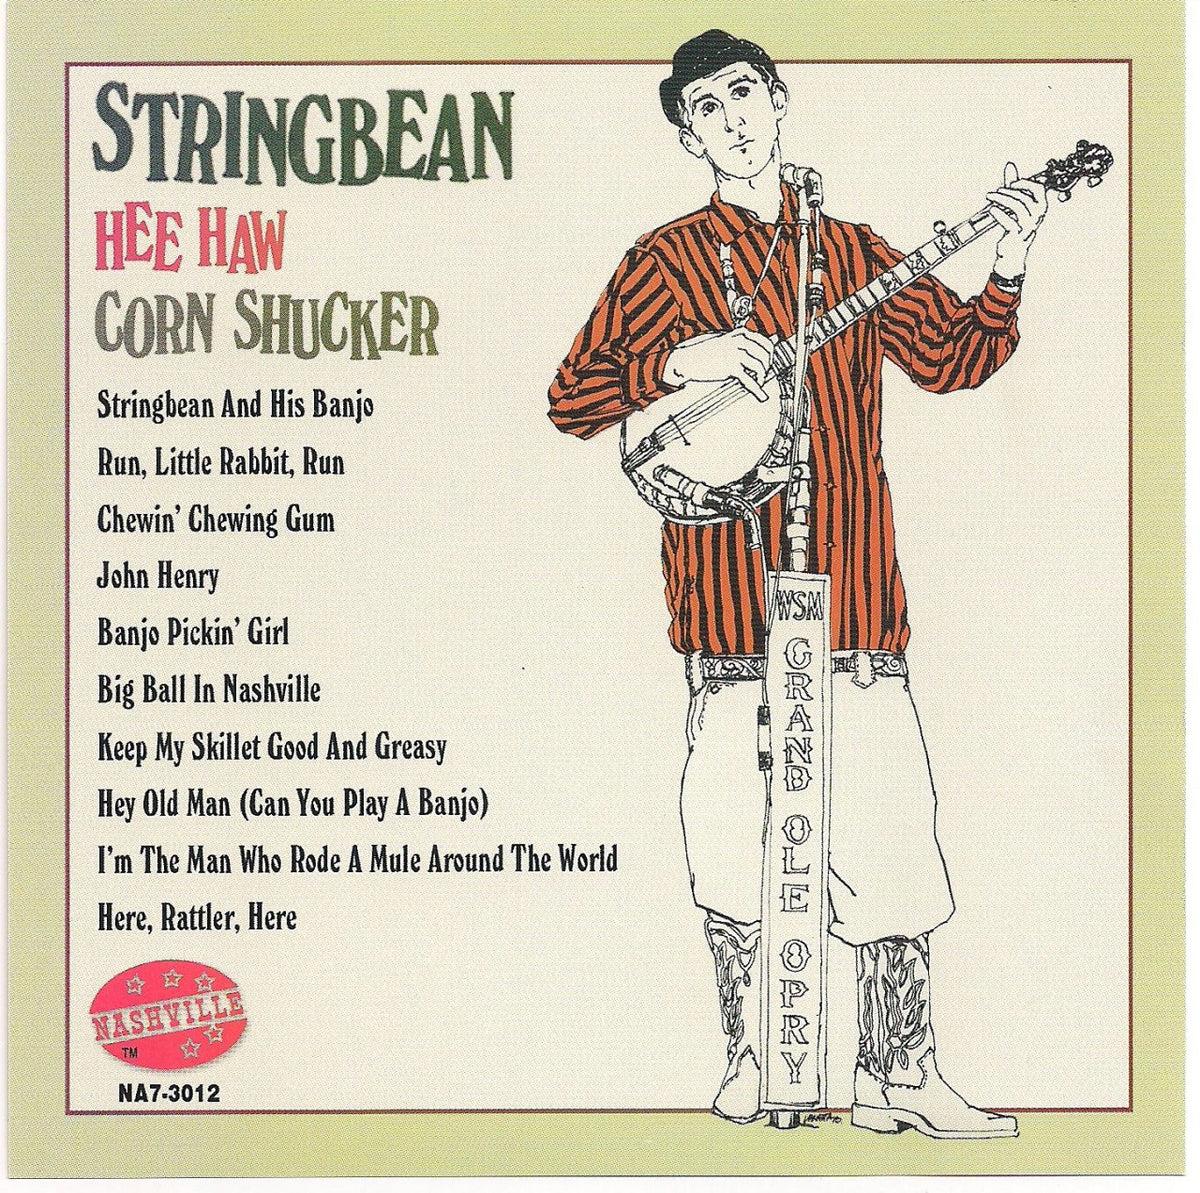 STRINGBEAN
HEE HAW
CORN SHUCKER
Stringbean And His Banjo
Run, Little Rabbit, Run
Chewin' Chewing Gum
John Henry
Banjo Pickin' Girl
Big Ball In Nashville
Keep My Skillet Good And Greasy
Hey Old Man (Can You Play A Banjo)
I'm The Man Who Rode A Mule Around The World
Here, Rattler, Here
NASHVILLE
TM
NA7-3012
WSM
GRAND OLE OPRY